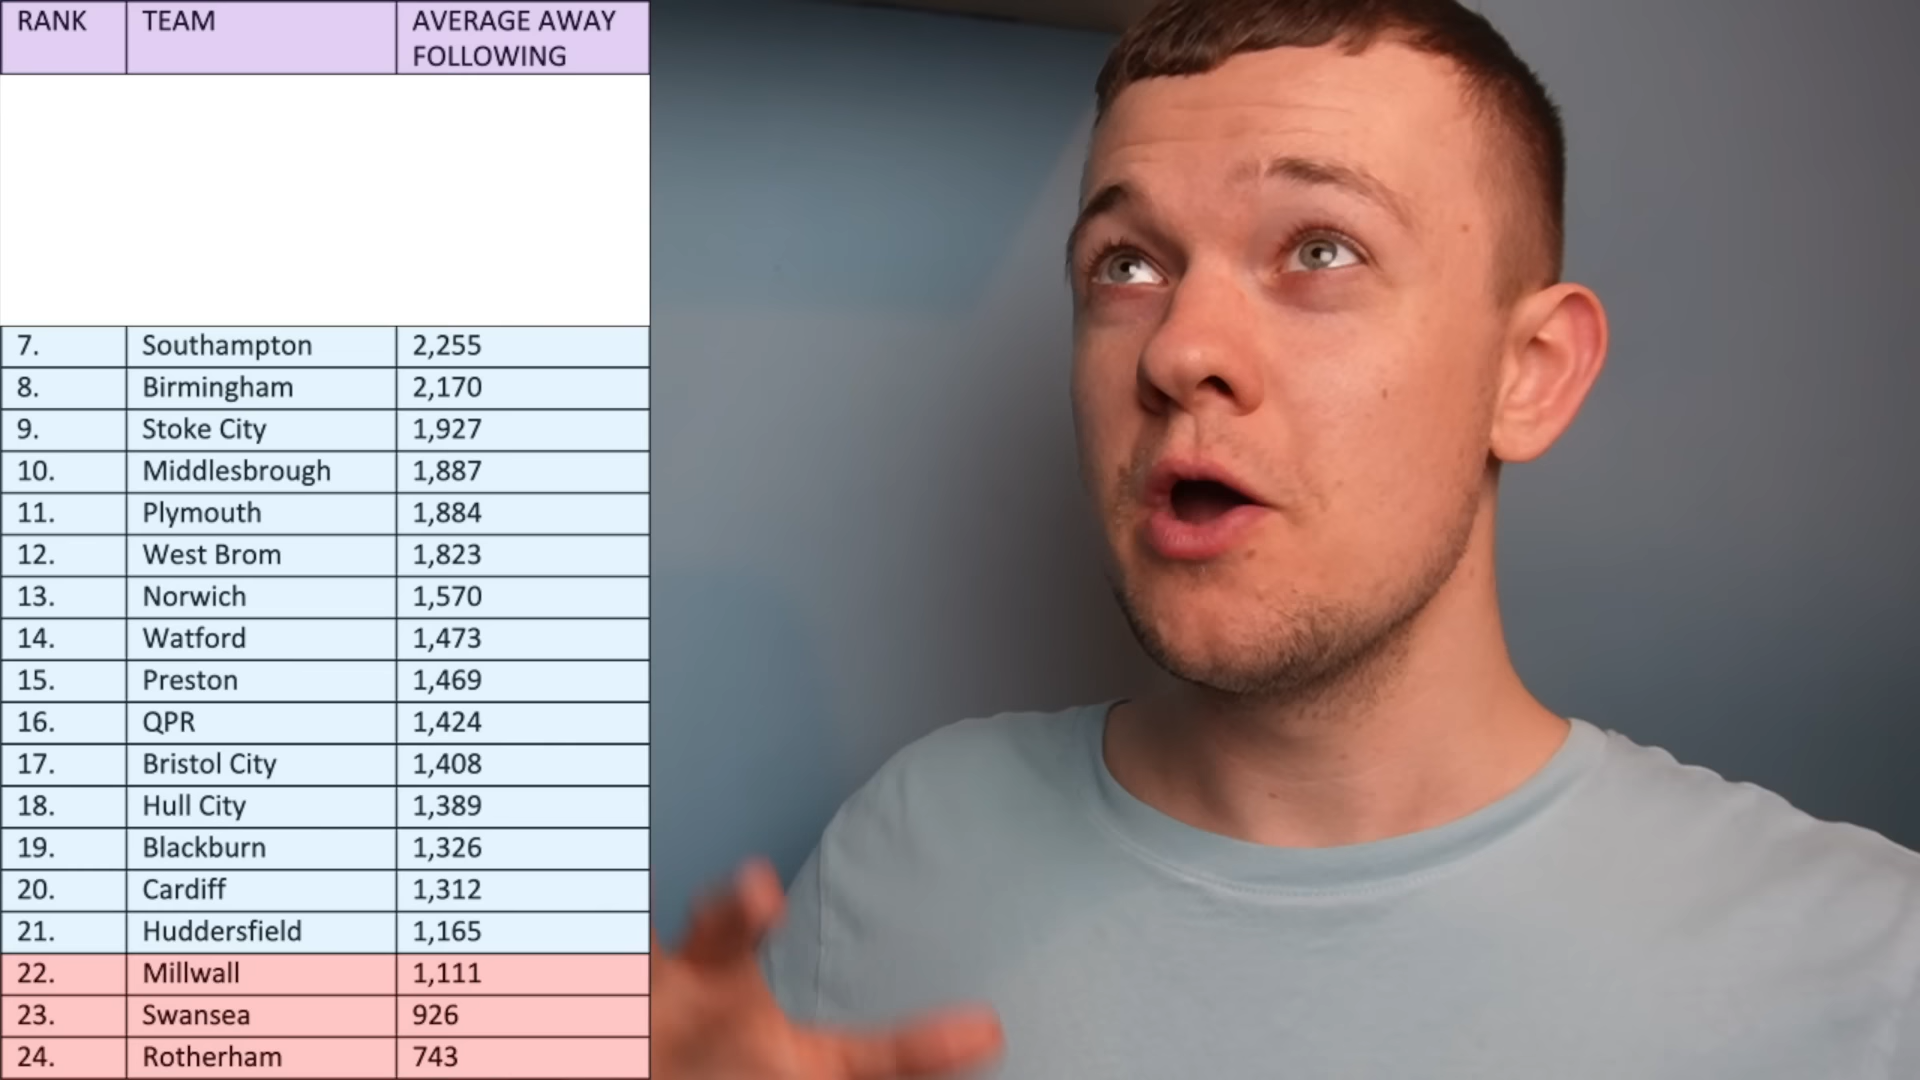 RANK TEAM AVERAGE AWAY
FOLLOWING
7. Southampton 2,255
8. Birmingham 2,170
9. Stoke City 1,927
10. Middlesbrough 1,887
11. Plymouth 1,884
12. West Brom 1,823
13. Norwich 1,570
14. Watford 1,473
15. Preston 1,469
16. QPR 1,424
17. Bristol City 1,408
18. Hull City 1,389
19. Blackburn 1,326
20. Cardiff 1,312
21. Huddersfield 1,165
22. Millwall 1,111
23. Swansea 926
24. Rotherham 743